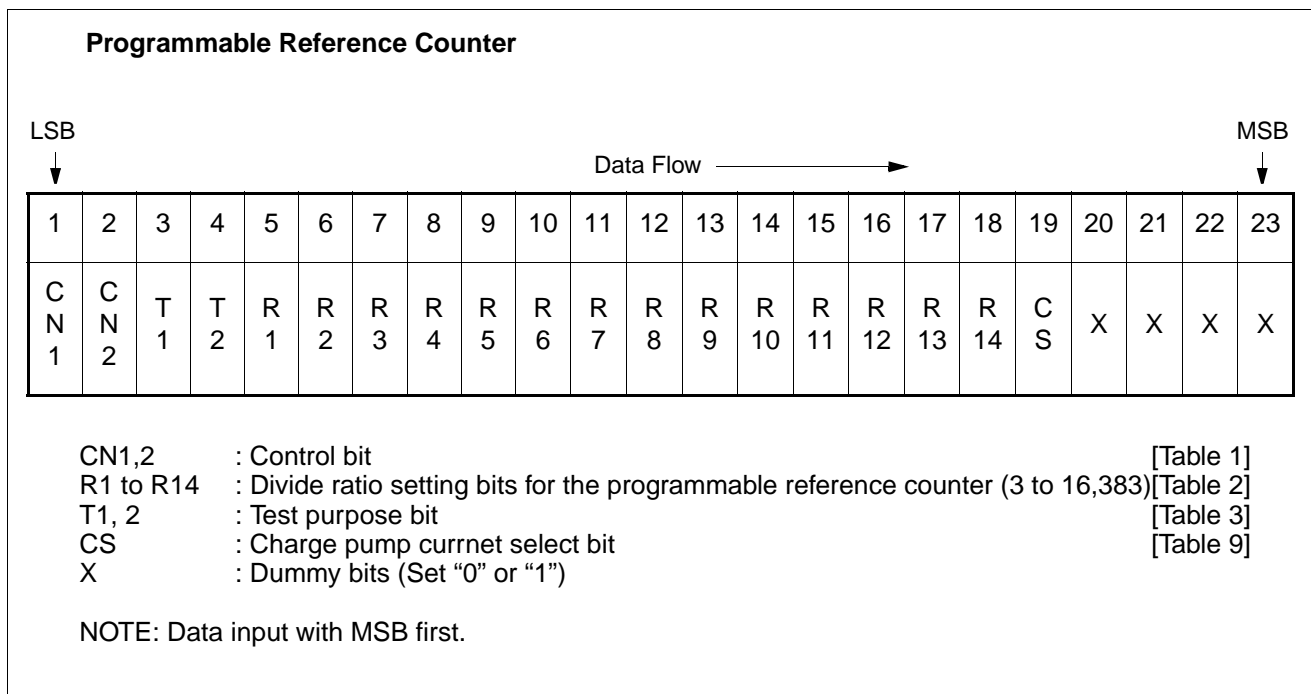 Programmable Reference Counter
LSB MSB
Data Flow
1 2 3 4 5 6 7 8 9 10 11 12 13 14 15 16 17 18 19 20 21 22 23
CN1 CN2 T1 T2 R1 R2 R3 R4 R5 R6 R7 R8 R9 R10 R11 R12 R13 R14 CS X X X X
CN1,2 : Control bit [Table 1]
R1 to R14 : Divide ratio setting bits for the programmable reference counter (3 to 16,383)[Table 2]
T1, 2 : Test purpose bit [Table 3]
CS : Charge pump currnet select bit [Table 9]
X : Dummy bits (Set “0” or “1”)
NOTE: Data input with MSB first.